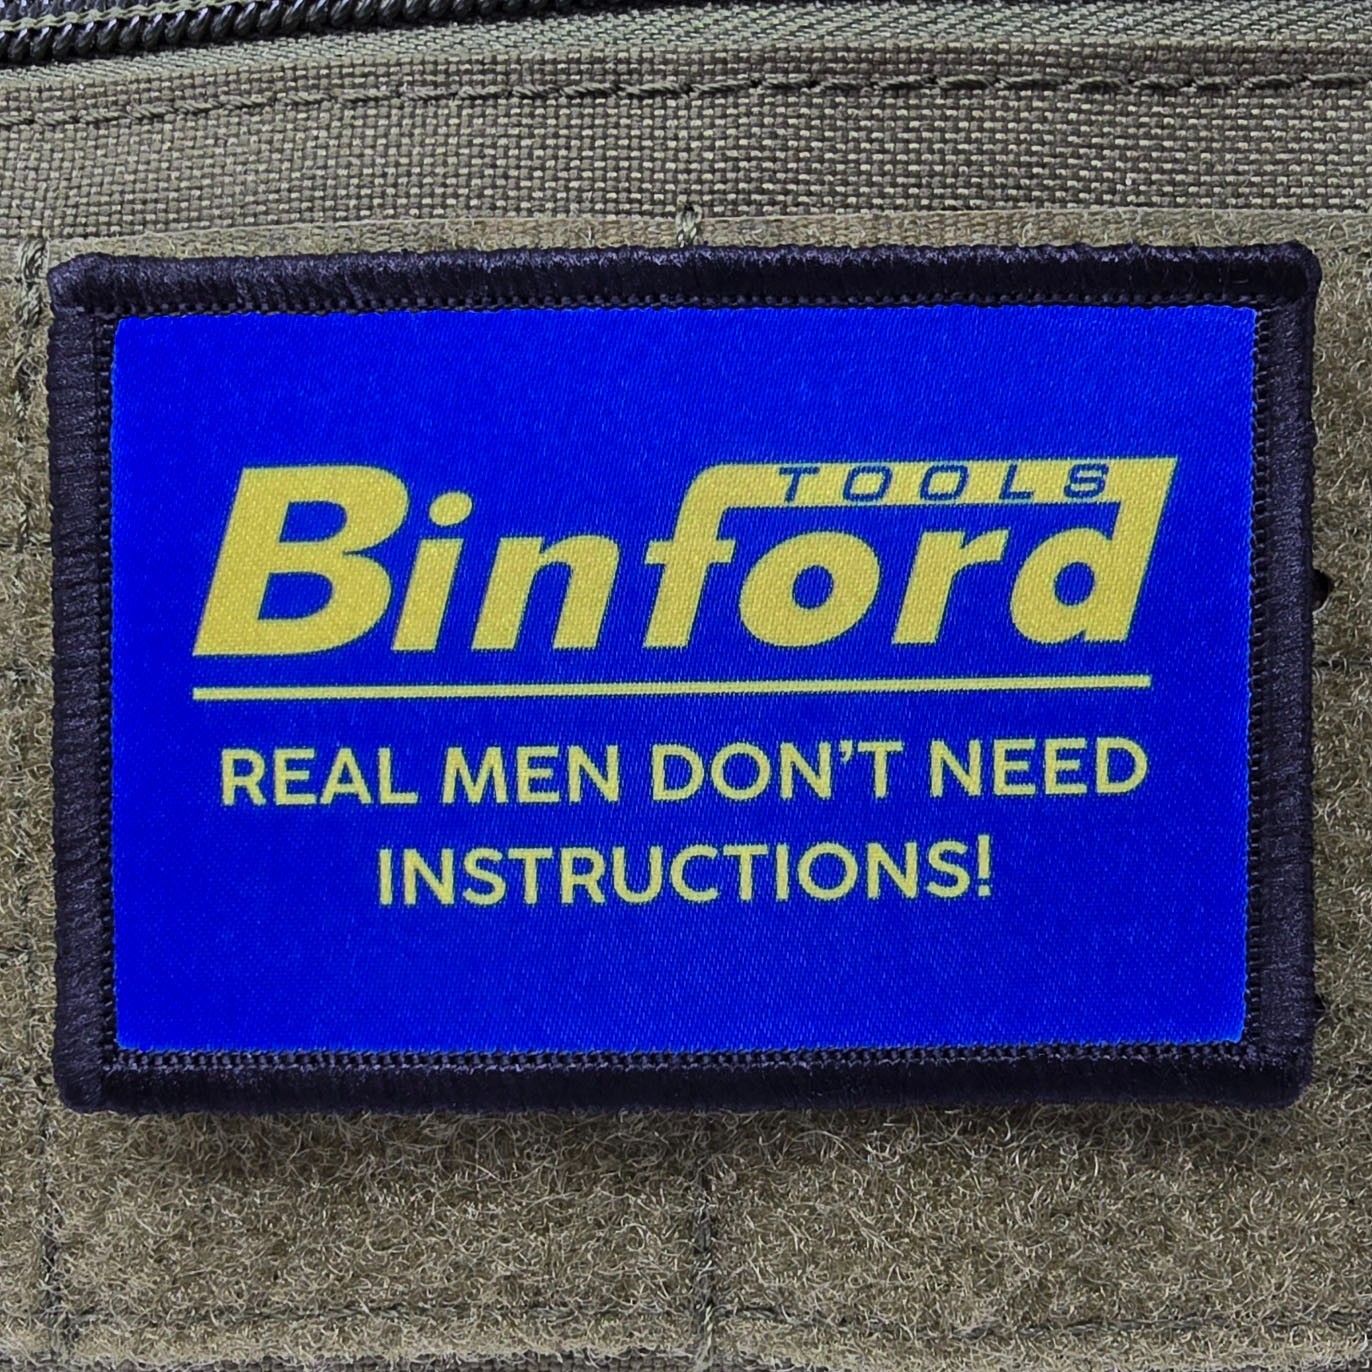 Binford TOOLS
REAL MEN DON'T NEED
INSTRUCTIONS!